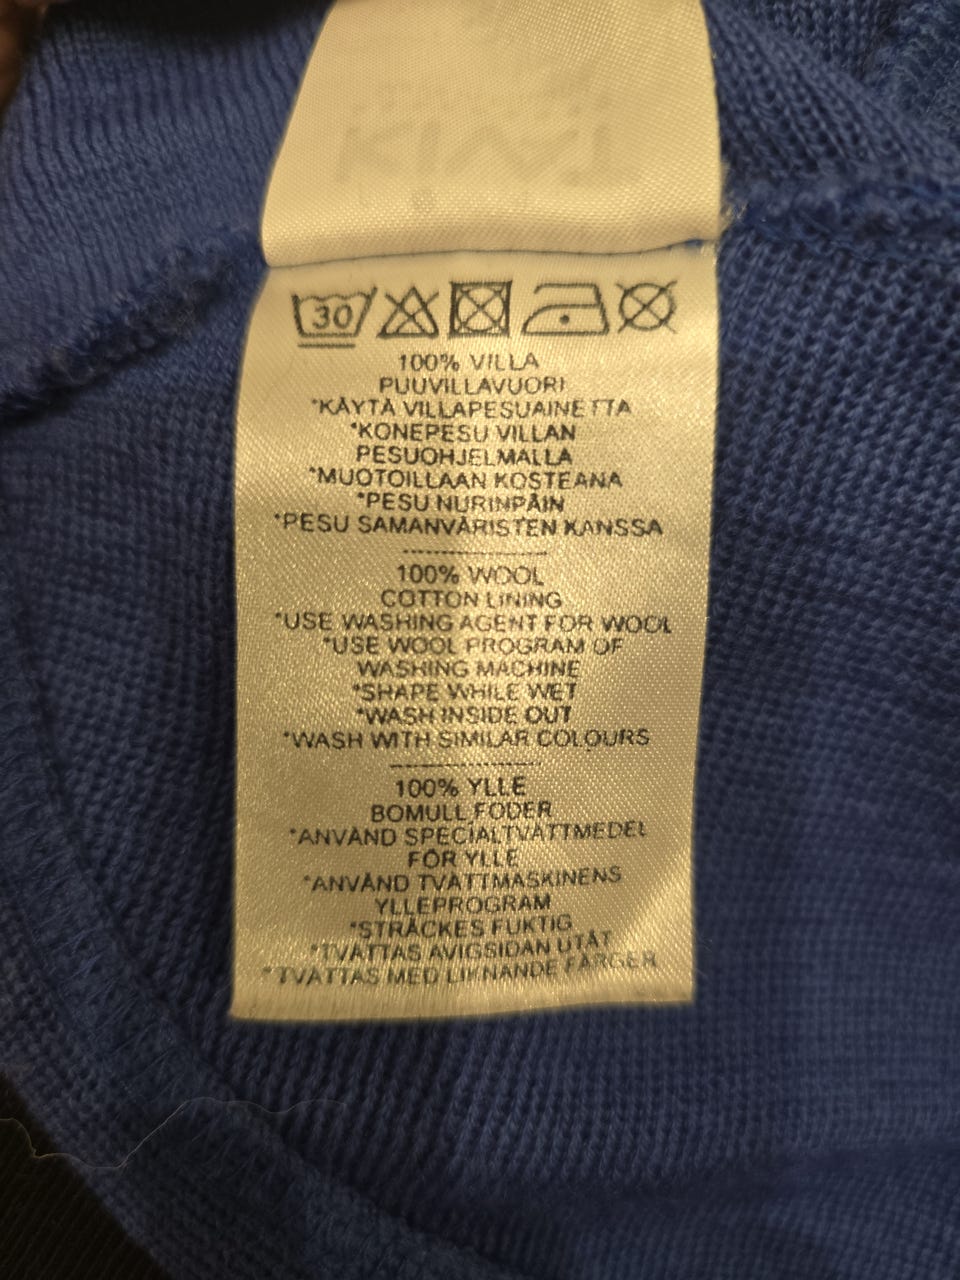 30
100% VILLA
PUUVILLAVUORI
*KÄYTÄ VILLAPESUAINETTA
*KONEPESU VILLAN
PESUOHJELMALLA
*MUOTOILLAAN KOSTEANA
*PESU NURINPÄIN
*PESU SAMANVÄRISTEN KANSSA
100% WOOL
COTTON LINING
*USE WASHING AGENT FOR WOOL
*USE WOOL PROGRAM OF
WASHING MACHINE
*SHAPE WHILE WET
*WASH INSIDE OUT
*WASH WITH SIMILAR COLOURS
100% YLLE
BOMULL FODER
*ANVÄND SPECIALTVÄTTMEDEL
FÖR YLLE
*ANVÄND TVÄTTMASKINENS
YLLEPROGRAM
*STRÄCKES FUKTIG
*TVÄTTAS AVIGSIDAN UTÅT
*TVÄTTAS MED LIKNANDE FÄRGER